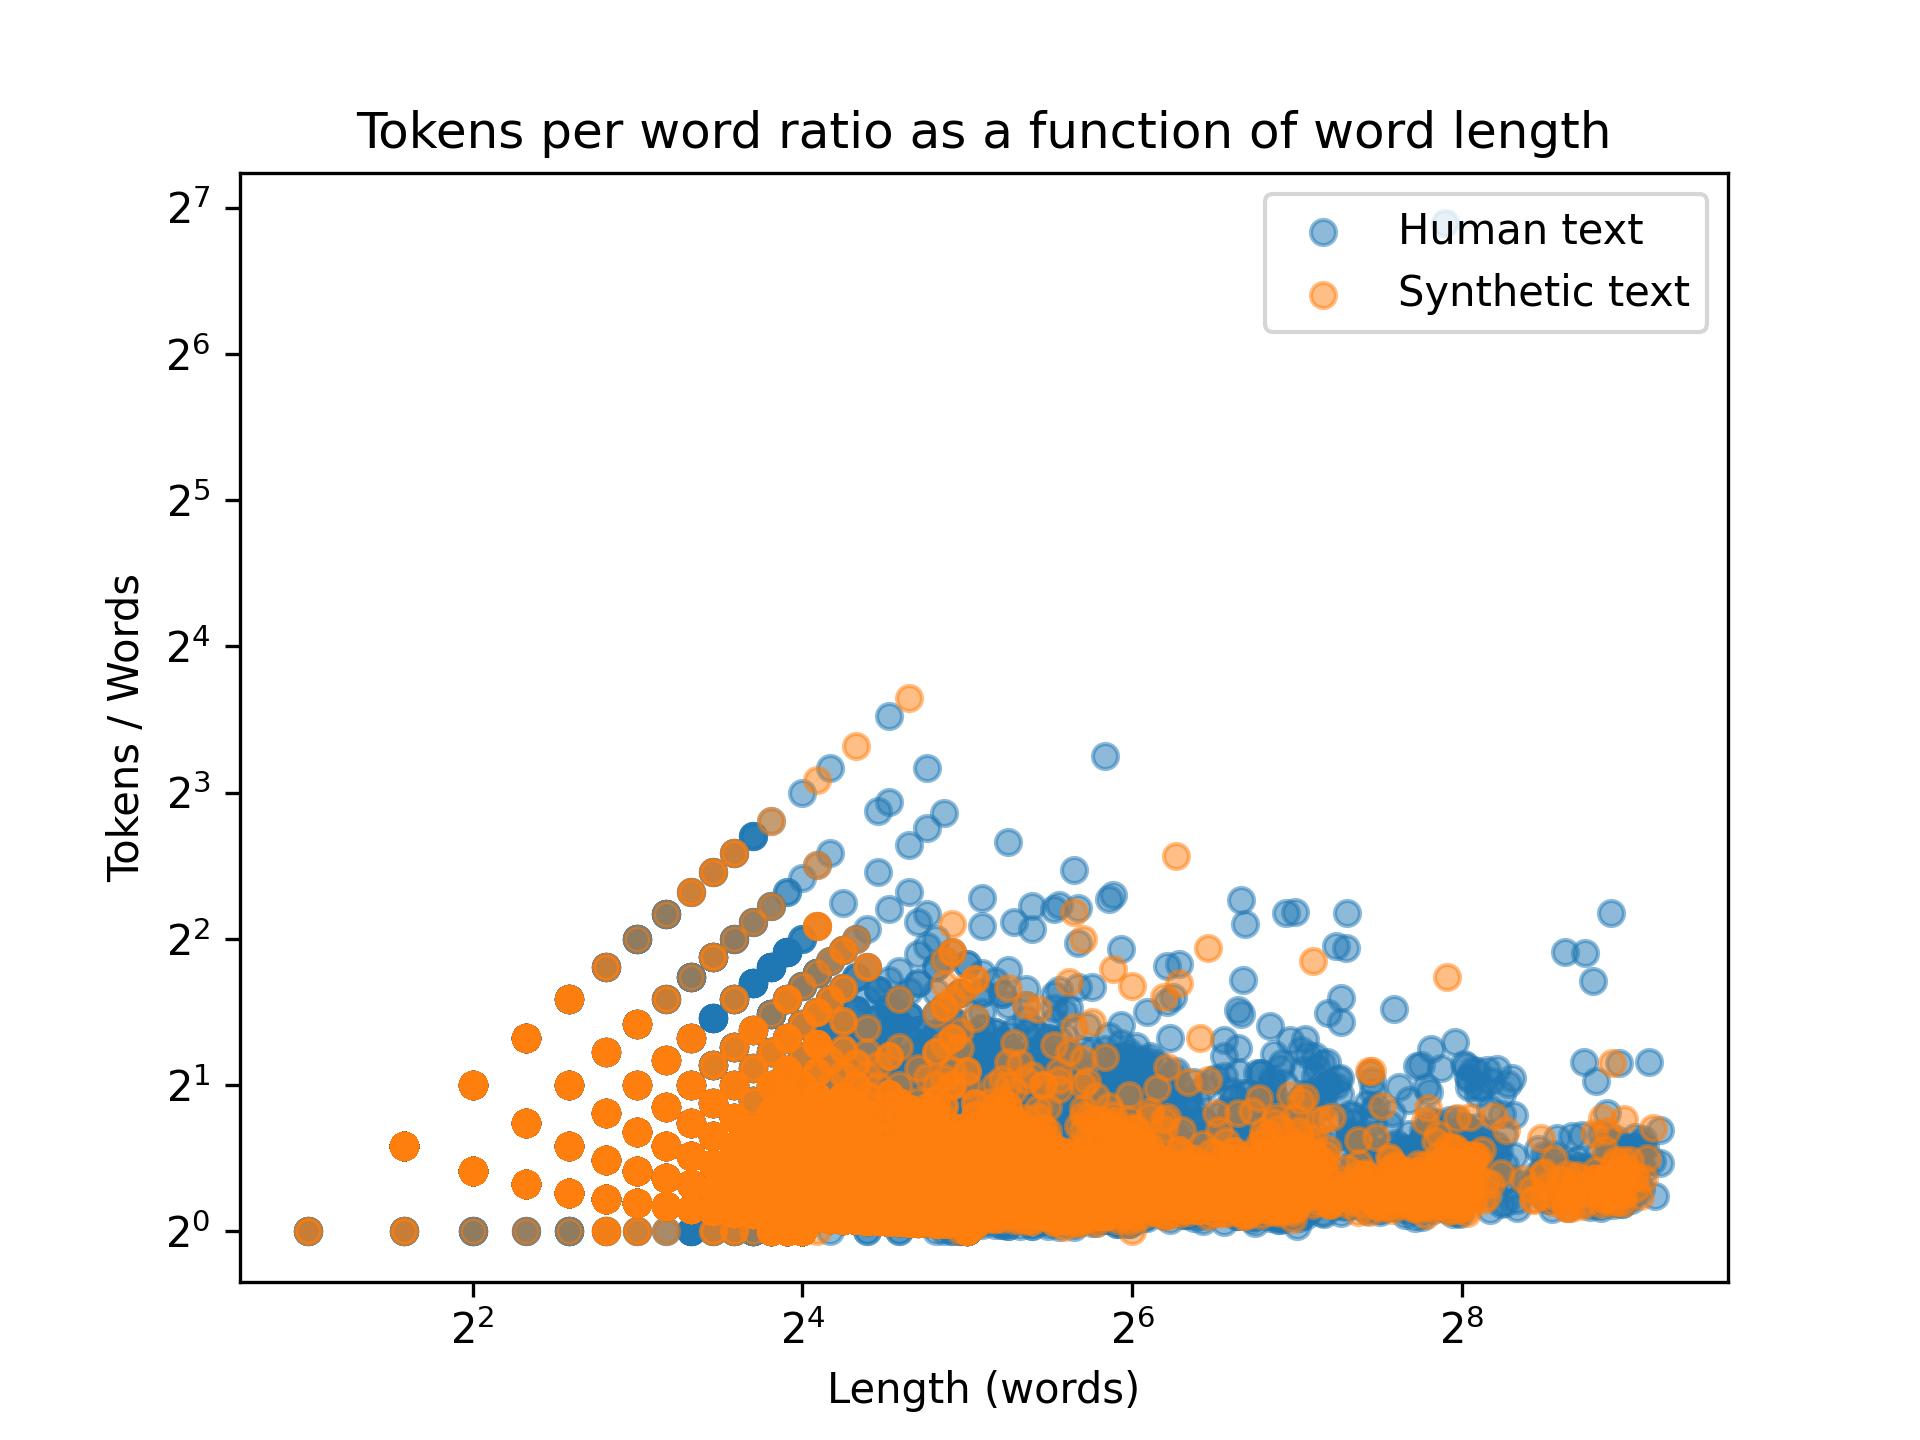 Tokens per word ratio as a function of word length
Human text
Synthetic text
2^7
2^6
2^5
2^4
2^3
2^2
2^1
2^0
Tokens / Words
2^2 2^4 2^6 2^8
Length (words)